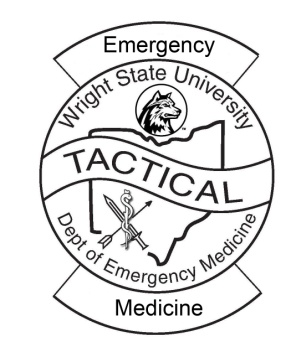 Emergency
Wright State University
TACTICAL
Dept of Emergency Medicine
Medicine